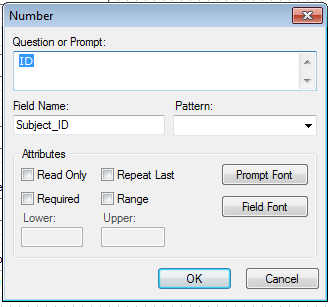 Number
Question or Prompt:
ID
Field Name: Pattern:
Subject_ID
Attributes
Read Only Repeat Last Prompt Font
Required Range Field Font
Lower: Upper:
OK Cancel